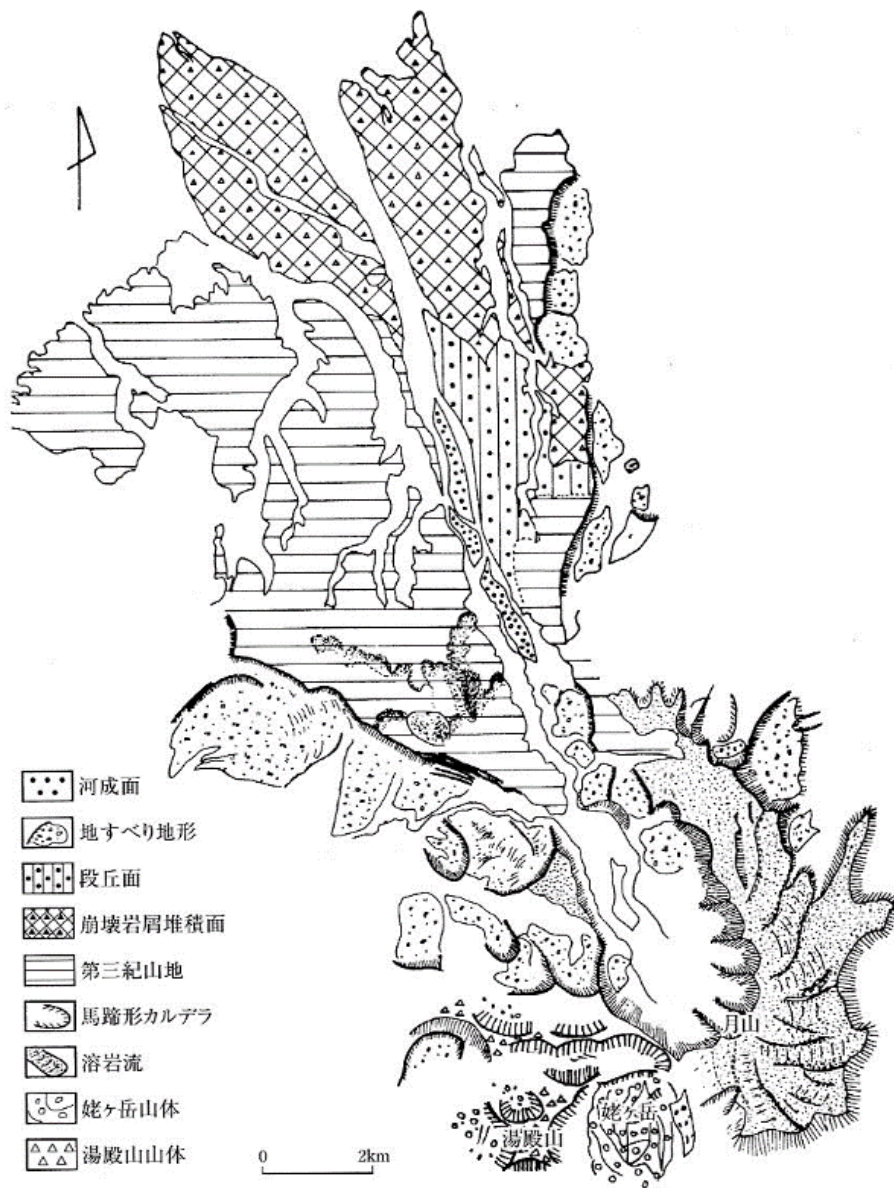 河成面
地すべり地形
段丘面
崩壊岩屑堆積面
第三紀山地
馬蹄形カルデラ
溶岩流
姥ヶ岳山体
湯殿山山体
月山
姥ヶ岳
湯殿山
0 2km